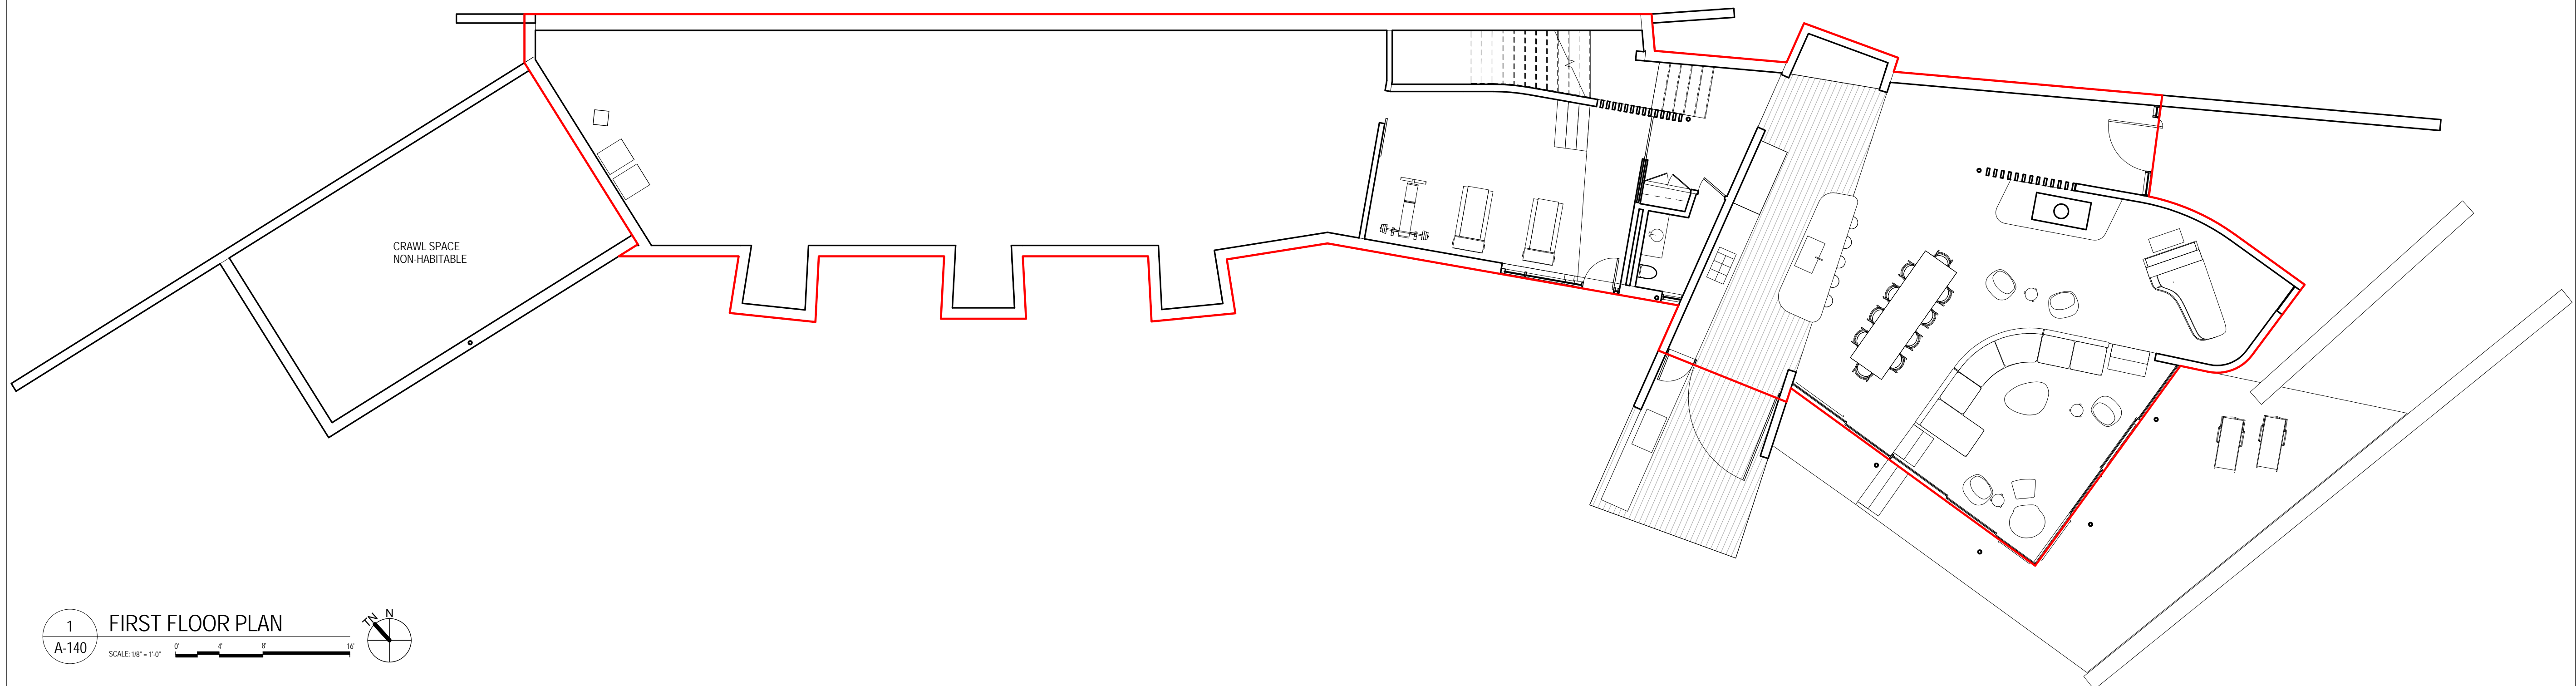 CRAWL SPACE
NON-HABITABLE
1
A-140
FIRST FLOOR PLAN
SCALE: 1/8" = 1'-0"
0' 4' 8' 16'
TN N